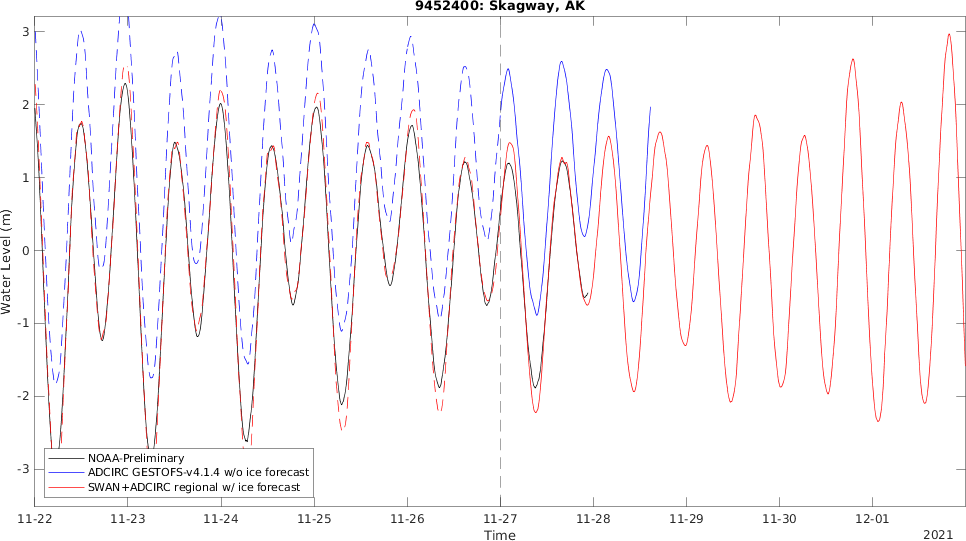 9452400: Skagway, AK
3
2
1
0
-1
-2
-3
Water Level (m)
NOAA-Preliminary
ADCIRC GESTOFS-v4.1.4 w/o ice forecast
SWAN+ADCIRC regional w/ ice forecast
11-22 11-23 11-24 11-25 11-26 11-27 11-28 11-29 11-30 12-01
Time
2021